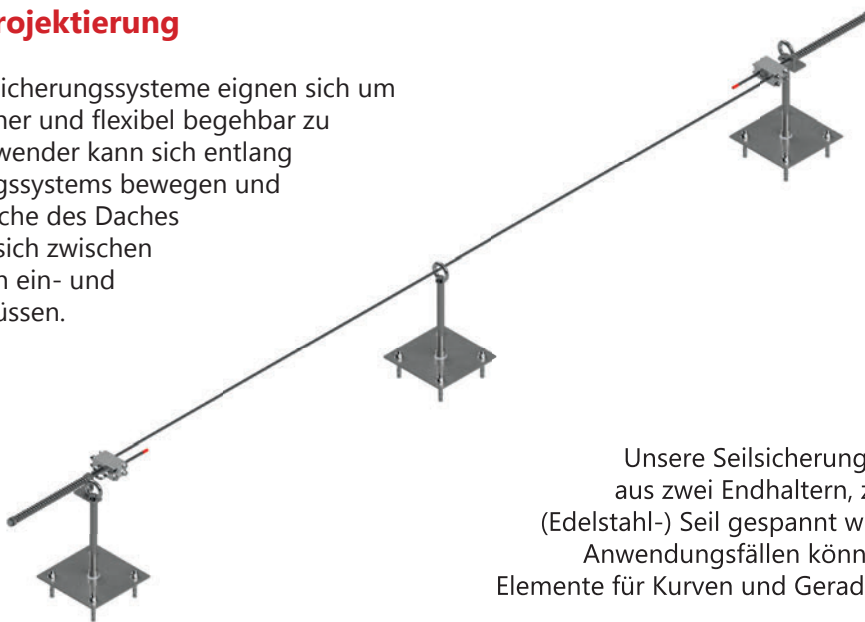 rojektierung
icherungssysteme eignen sich um
her und flexibel begehbar zu
wender kann sich entlang
gssystems bewegen und
che des Daches
sich zwischen
n ein- und
üssen.
Unsere Seilsicherung
aus zwei Endhaltern, z
(Edelstahl-) Seil gespannt w
Anwendungsfällen könn
Elemente für Kurven und Gerad